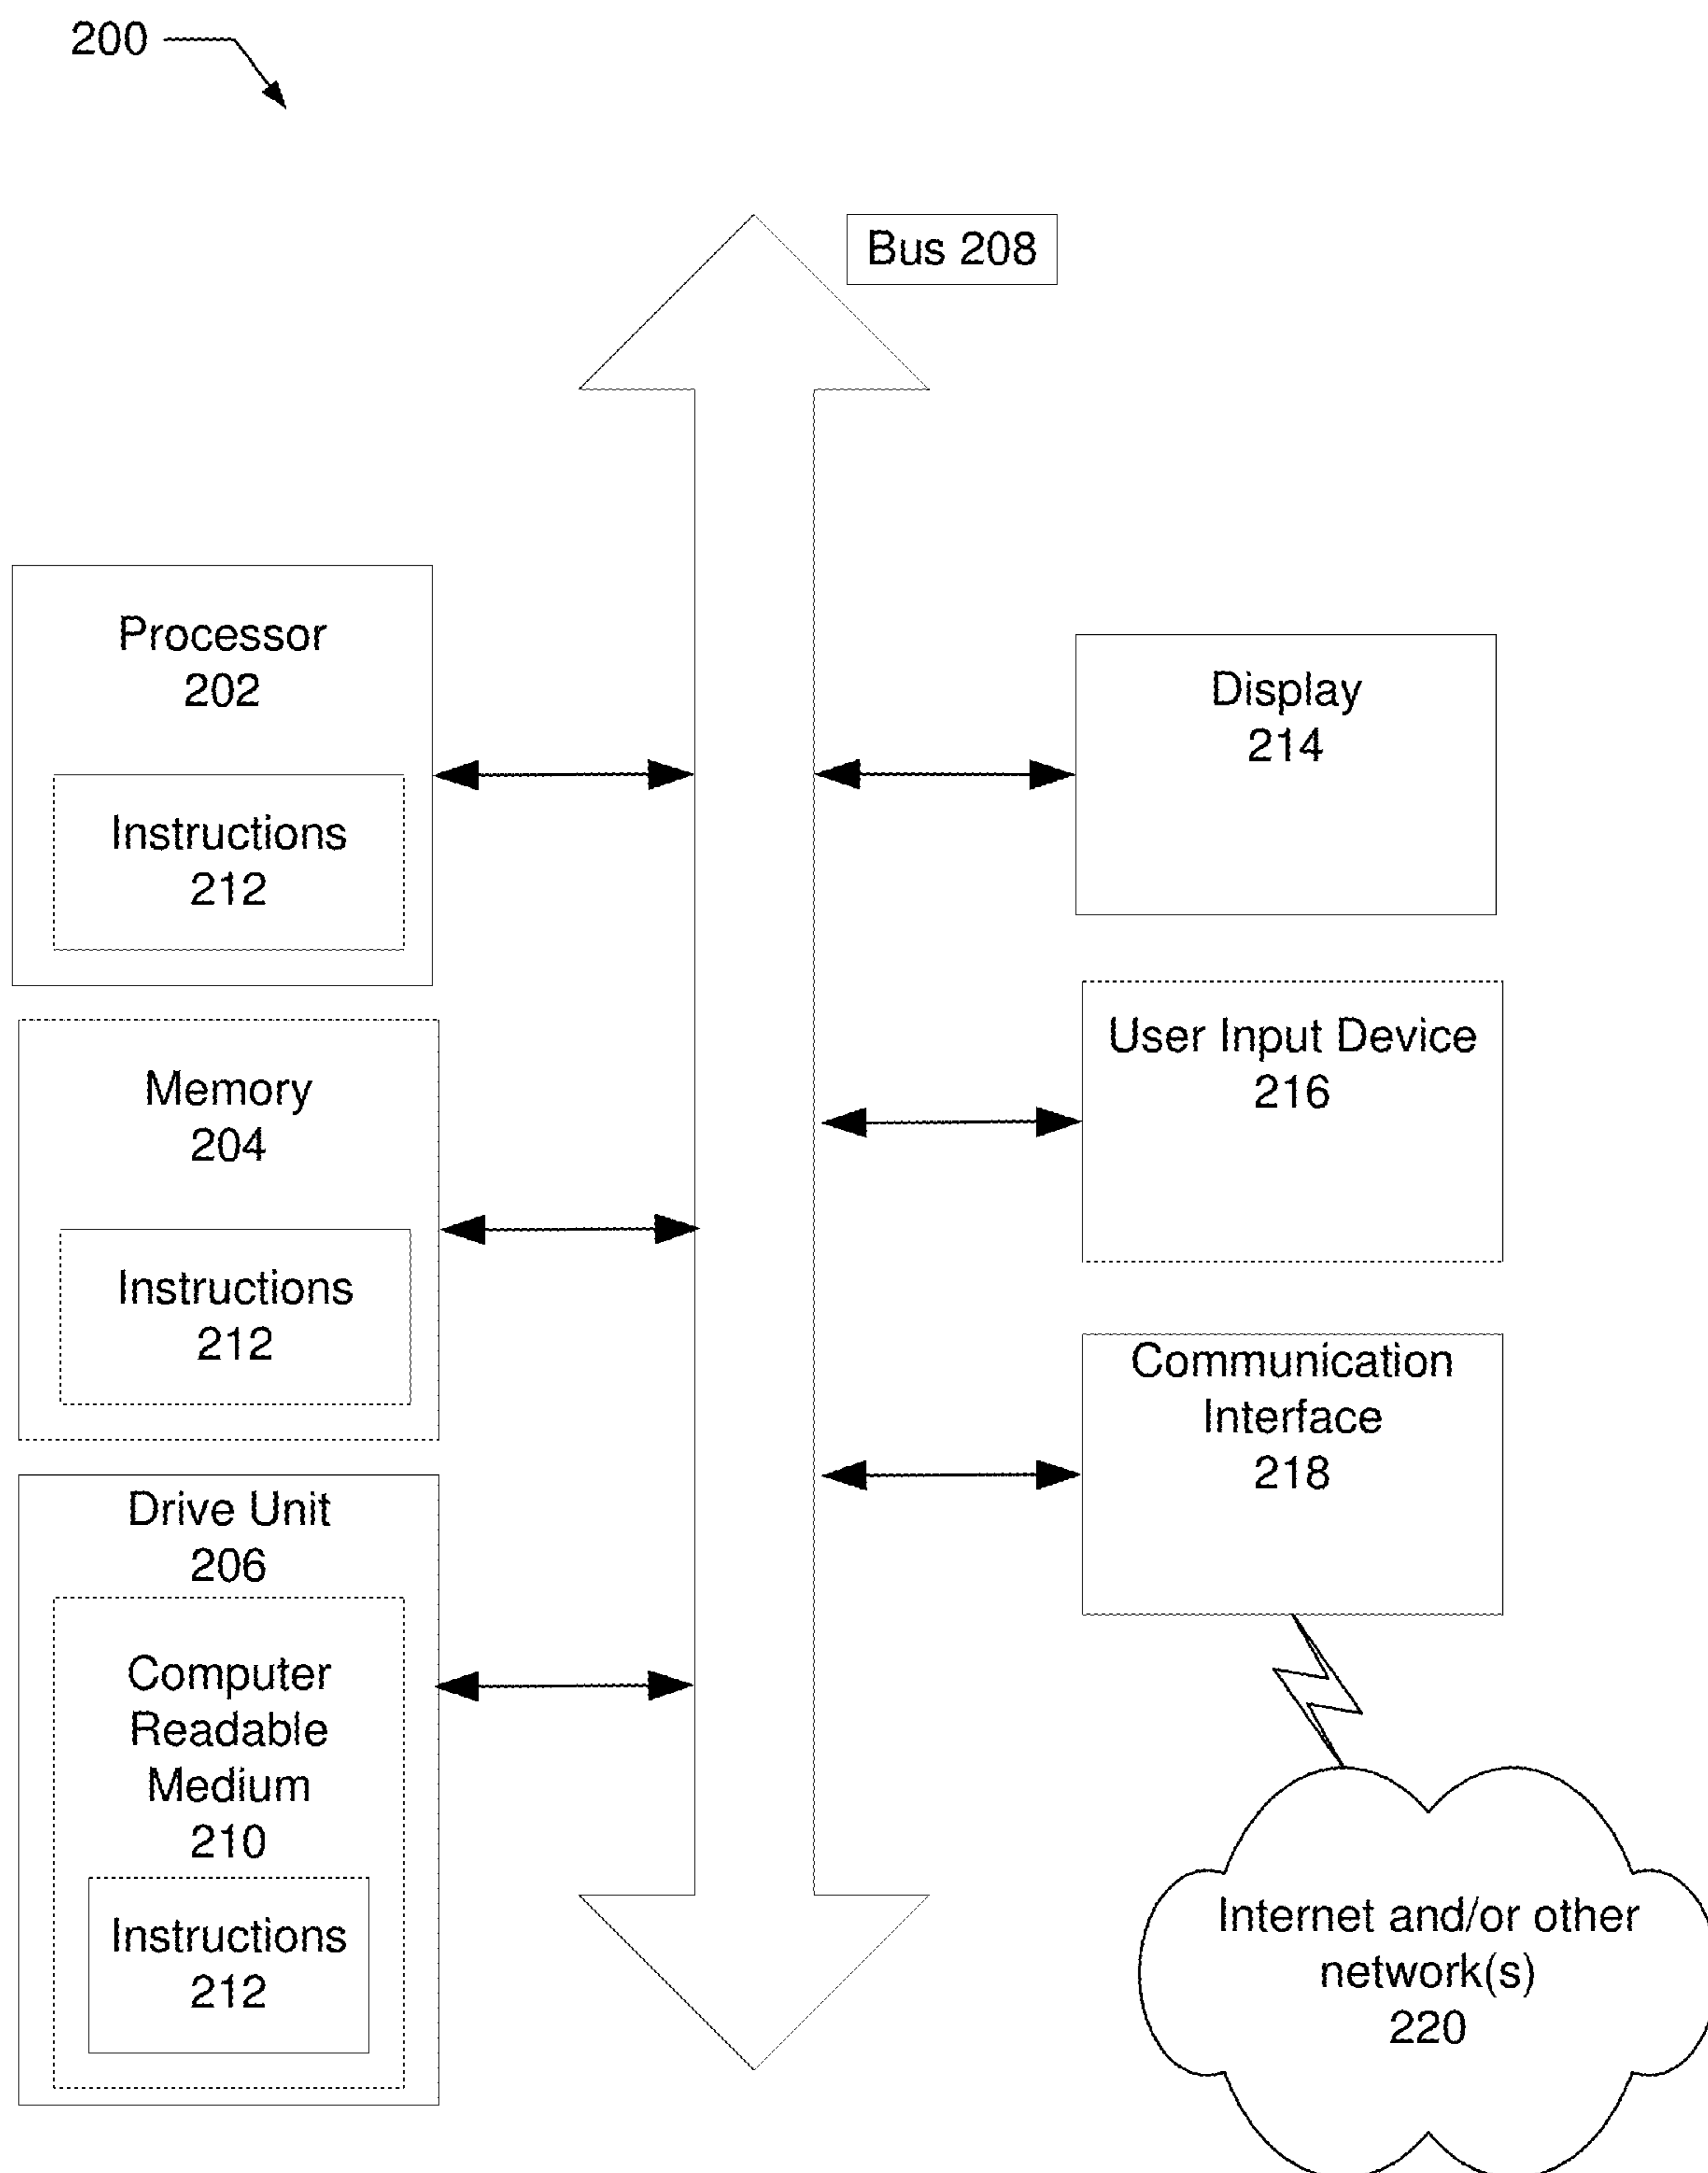 200
Bus 208
Processor
202
Instructions
212
Memory
204
Instructions
212
Drive Unit
206
Computer
Readable
Medium
210
Instructions
212
Display
214
User Input Device
216
Communication
Interface
218
Internet and/or other
network(s)
220